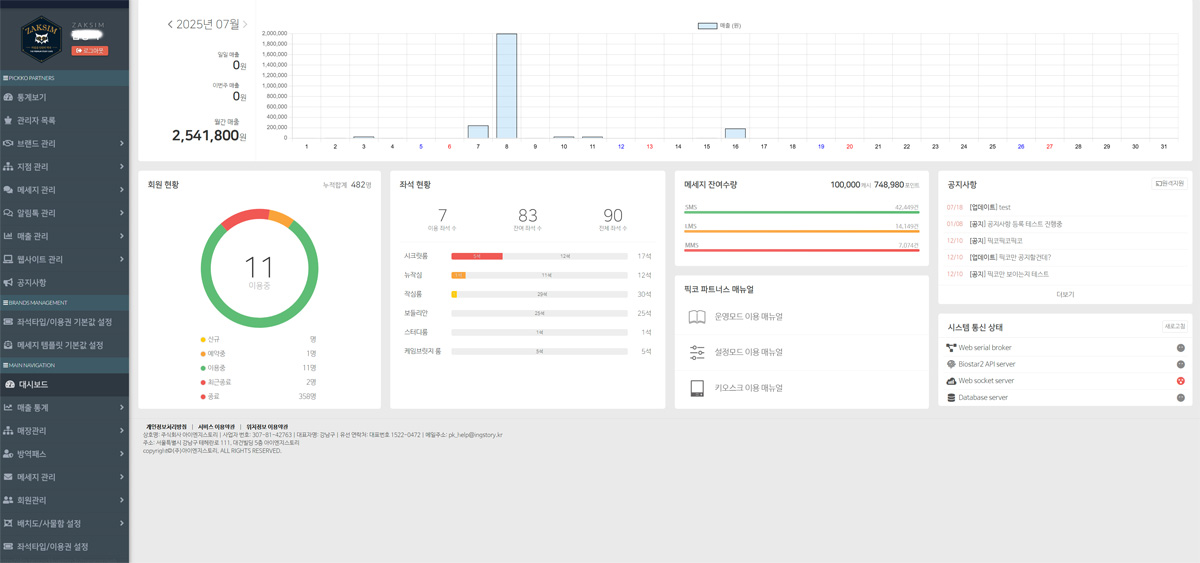 ZAKSIM
ZAKSIM
로그아웃
PICKKO PARTNERS
통계보기
관리자 목록
브랜드 관리
지점 관리
메세지 관리
알림톡 관리
매출 관리
웹사이트 관리
공지사항
BRANDS MANAGEMENT
좌석타입/이용권 기본값 설정
메세지 템플릿 기본값 설정
MAIN NAVIGATION
대시보드
매출 통계
매장관리
방역패스
메세지 관리
회원관리
배치도/사물함 설정
좌석타입/이용권 설정
2025년 07월
일일 매출
0원
이번주 매출
0원
월간 매출
2,541,800원
매출 (원)
2,000,000
1,800,000
1,600,000
1,400,000
1,200,000
1,000,000
800,000
600,000
400,000
200,000
0
1 2 3 4 5 6 7 8 9 10 11 12 13 14 15 16 17 18 19 20 21 22 23 24 25 26 27 28 29 30 31
회원 현황
누적합계 482명
11
이용중
신규 명
예약중 1명
이용중 11명
최근종료 2명
종료 358명
좌석 현황
7 83 90
이용 좌석 수 잔여 좌석 수 전체 좌석 수
시크릿룸 5석 12석 17석
뉴작심 11석 12석
작심룸 29석 30석
보들리안 25석 25석
스터디룸 1석 1석
케임브릿지 룸 5석 5석
메세지 잔여수량
100,000캐시 748,980포인트
SMS 42,449건
LMS 14,149건
MMS 7,074건
픽코 파트너스 매뉴얼
운영모드 이용 매뉴얼
설정모드 이용 매뉴얼
키오스크 이용 매뉴얼
공지사항
원격지원
07/18 [업데이트] test
01/08 [공지] 공지사항 등록 테스트 진행중
12/10 [공지] 픽코픽코픽코
12/10 [업데이트] 픽코만 공지할건데?
12/10 [공지] 픽코만 보이는지 테스트
더보기
시스템 통신 상태
새로고침
Web serial broker
Biostar2 API server
Web socket server
Database server
개인정보처리방침 | 서비스 이용약관 | 위치정보 이용약관
상호명: 주식회사 아이엔지스토리 | 사업자 번호: 307-81-42763 | 대표자명: 강남구 | 유선 연락처: 대표번호 1522-0472 | 메일주소: pk_help@ingstory.kr
주소: 서울특별시 강남구 테헤란로 111, 대건빌딩 5층 아이엔지스토리
copyright©(주)아이엔지스토리. ALL RIGHTS RESERVED.